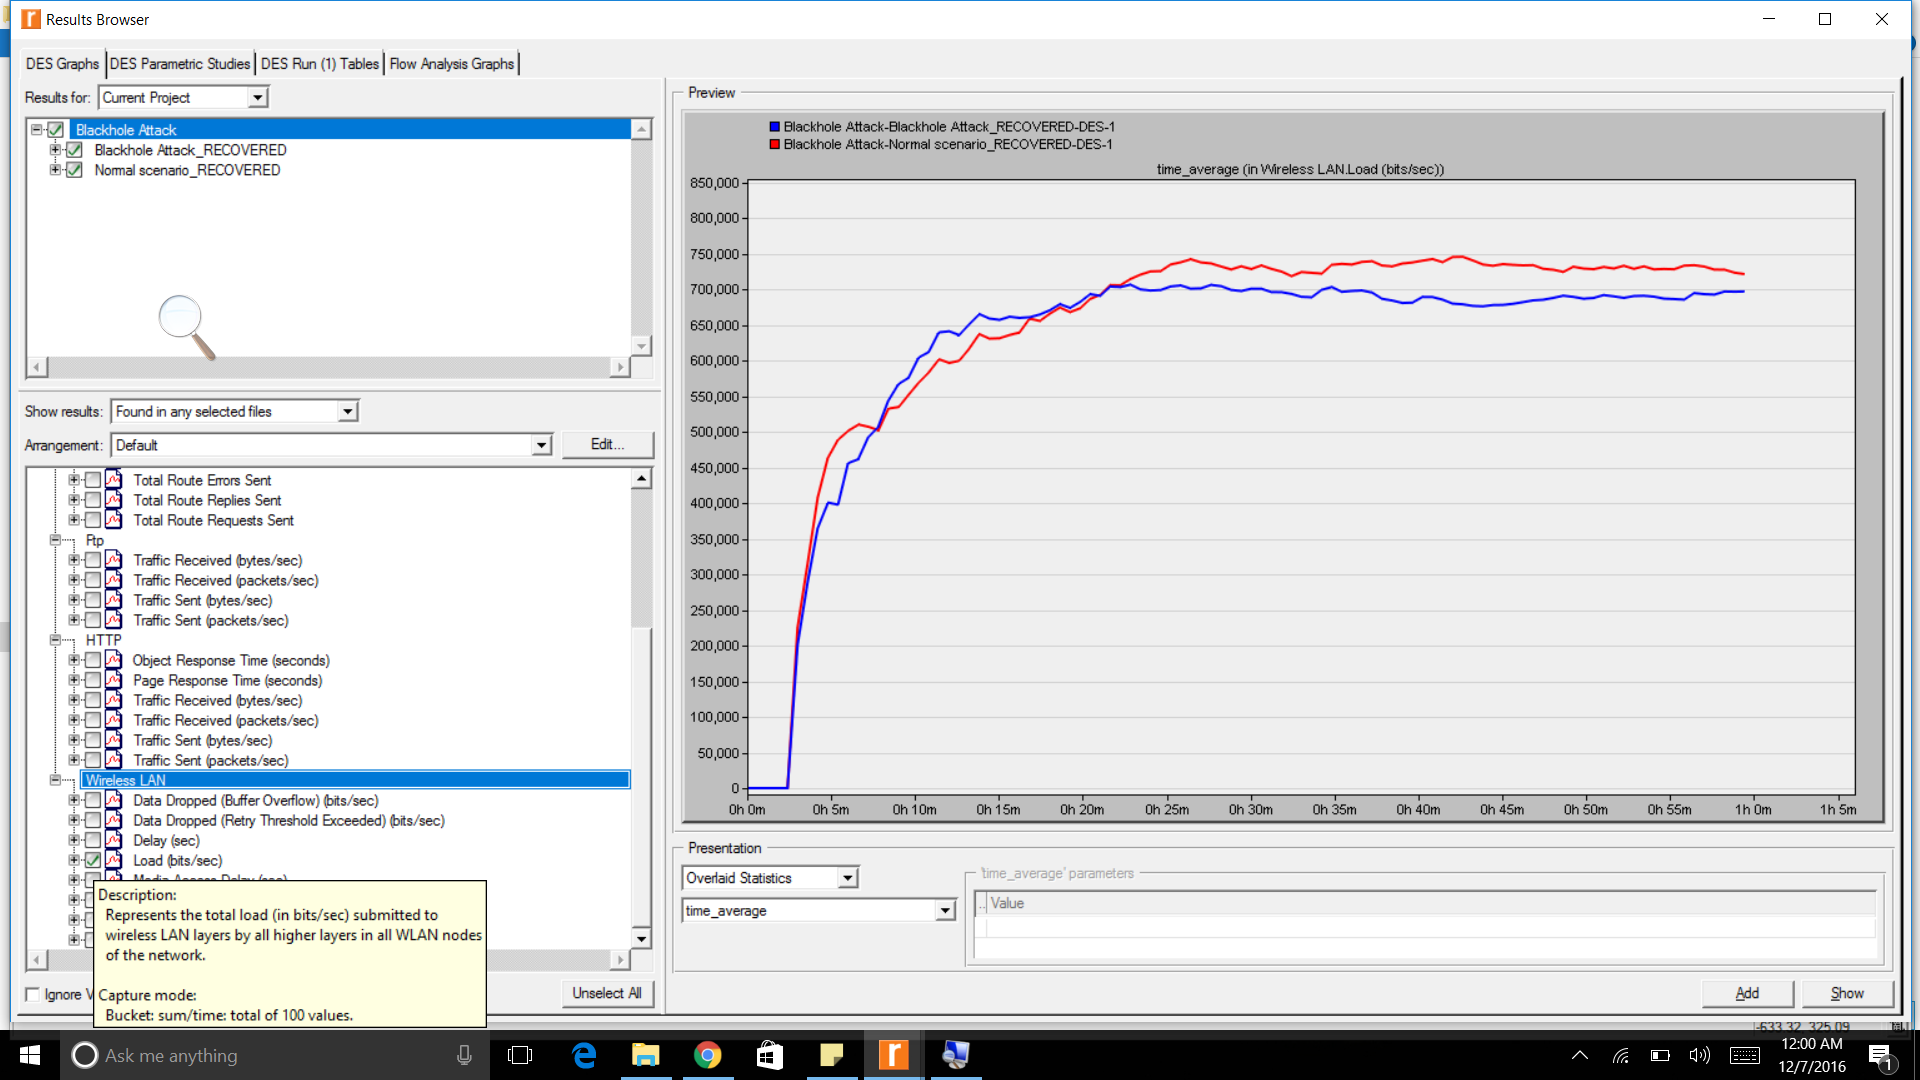 Results Browser
DES Graphs
DES Parametric Studies
DES Run (1) Tables
Flow Analysis Graphs
Results for:
Current Project
Blackhole Attack
Blackhole Attack_RECOVERED
Normal scenario_RECOVERED
Show results:
Found in any selected files
Arrangement:
Default
Edit...
Total Route Errors Sent
Total Route Replies Sent
Total Route Requests Sent
Ftp
Traffic Received (bytes/sec)
Traffic Received (packets/sec)
Traffic Sent (bytes/sec)
Traffic Sent (packets/sec)
HTTP
Object Response Time (seconds)
Page Response Time (seconds)
Traffic Received (bytes/sec)
Traffic Received (packets/sec)
Traffic Sent (bytes/sec)
Traffic Sent (packets/sec)
Wireless LAN
Data Dropped (Buffer Overflow) (bits/sec)
Data Dropped (Retry Threshold Exceeded) (bits/sec)
Delay (sec)
Load (bits/sec)
Media Access Delay (sec)
Description:
Represents the total load (in bits/sec) submitted to
wireless LAN layers by all higher layers in all WLAN nodes
of the network.
Capture mode:
Bucket: sum/time: total of 100 values.
Ignore V
Unselect All
Preview
Blackhole Attack-Blackhole Attack_RECOVERED-DES-1
Blackhole Attack-Normal scenario_RECOVERED-DES-1
time_average (in Wireless LAN.Load (bits/sec))
850,000
800,000
750,000
700,000
650,000
600,000
550,000
500,000
450,000
400,000
350,000
300,000
250,000
200,000
150,000
100,000
50,000
0
0h 0m 0h 5m 0h 10m 0h 15m 0h 20m 0h 25m 0h 30m 0h 35m 0h 40m 0h 45m 0h 50m 0h 55m 1h 0m 1h 5m
Presentation
Overlaid Statistics
time_average
'time_average' parameters
.. Value
Add
Show
-633.32, 325.09
Ask me anything
12:00 AM
12/7/2016
1